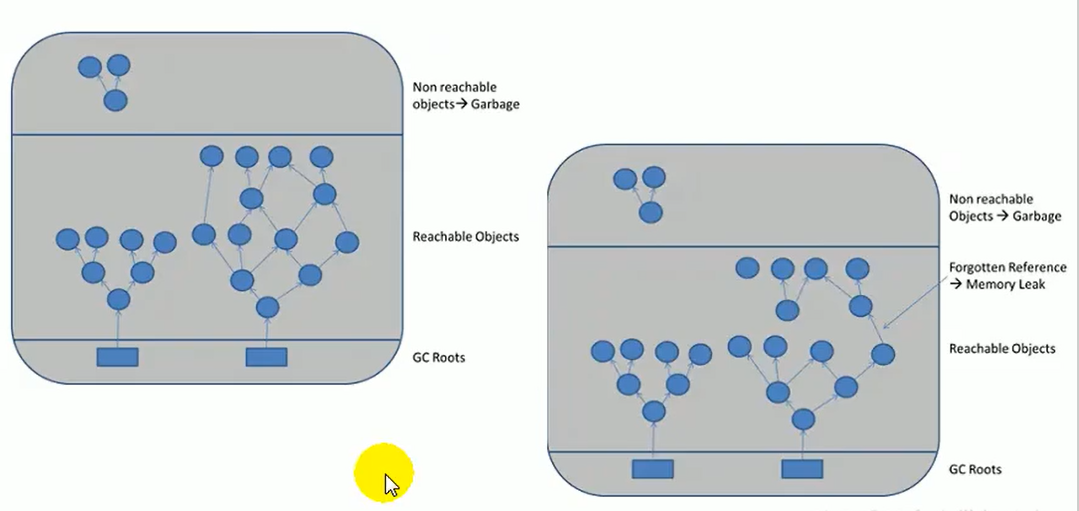 Non reachable
objects→ Garbage
Reachable Objects
GC Roots
Non reachable
Objects → Garbage
Forgotten Reference
→ Memory Leak
Reachable Objects
GC Roots